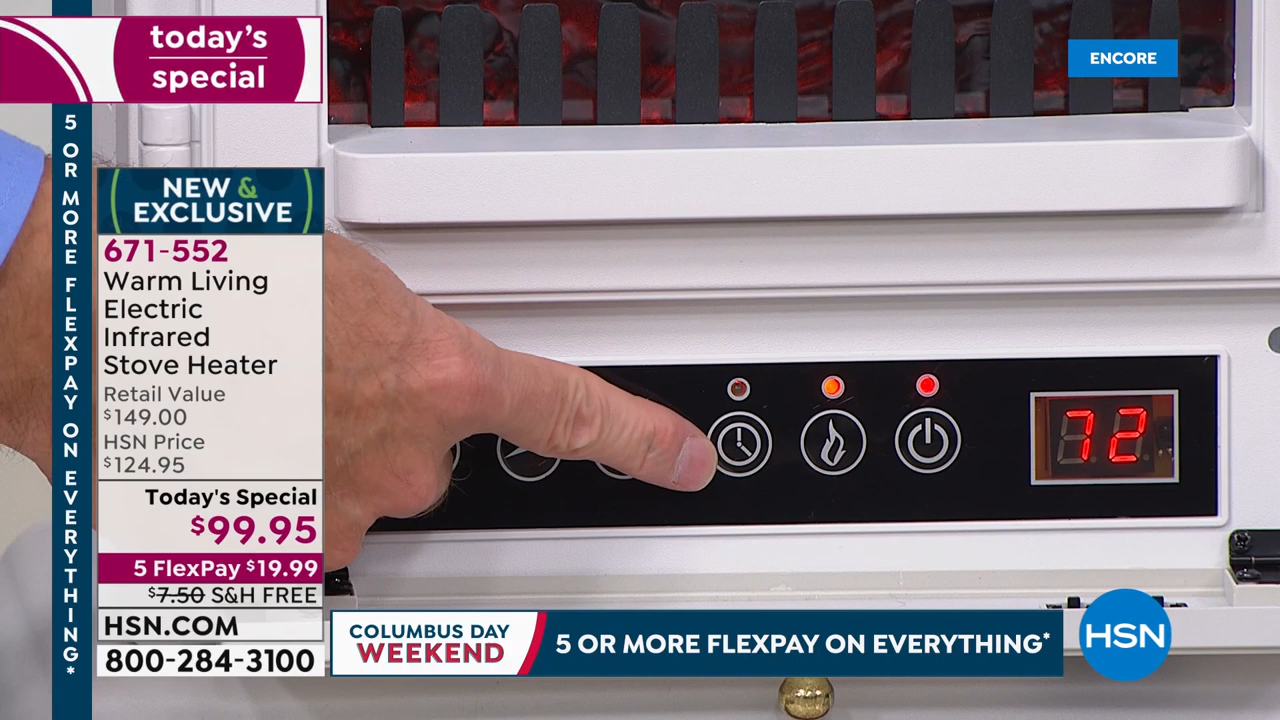 today's
special
ENCORE
5 OR MORE FLEXPAY ON EVERYTHING*
NEW &
EXCLUSIVE
671-552
Warm Living
Electric
Infrared
Stove Heater
Retail Value
$149.00
HSN Price
$124.95
Today's Special
$99.95
5 FlexPay $19.99
$7.50 S&H FREE
HSN.COM
800-284-3100
72
COLUMBUS DAY
WEEKEND
5 OR MORE FLEXPAY ON EVERYTHING*
HSN